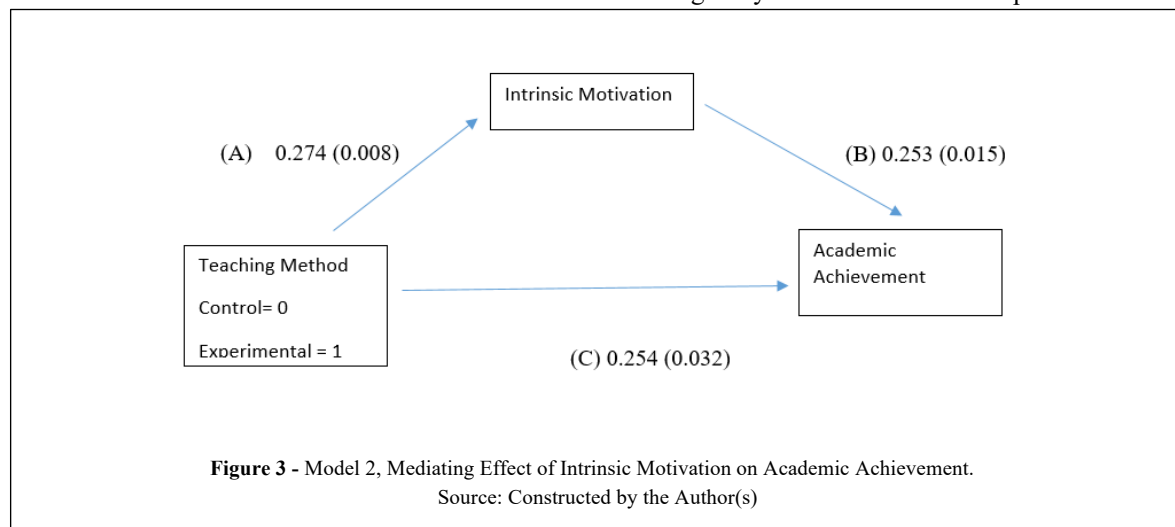 Intrinsic Motivation
(A) 0.274 (0.008)
(B) 0.253 (0.015)
Teaching Method
Control= 0
Experimental = 1
Academic
Achievement
(C) 0.254 (0.032)
Figure 3 - Model 2, Mediating Effect of Intrinsic Motivation on Academic Achievement.
Source: Constructed by the Author(s)